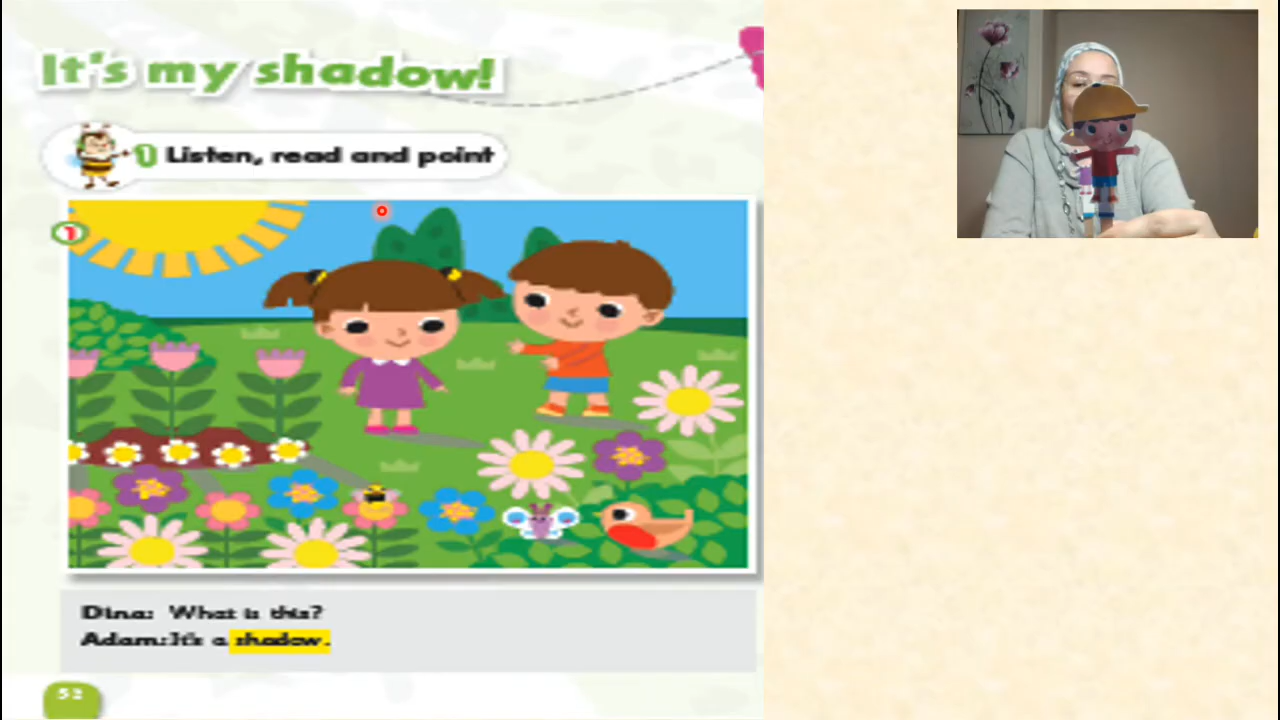 It's my shadow!
1 Listen, read and point
1
Dina: What is this?
Adam: It's a shadow.
52